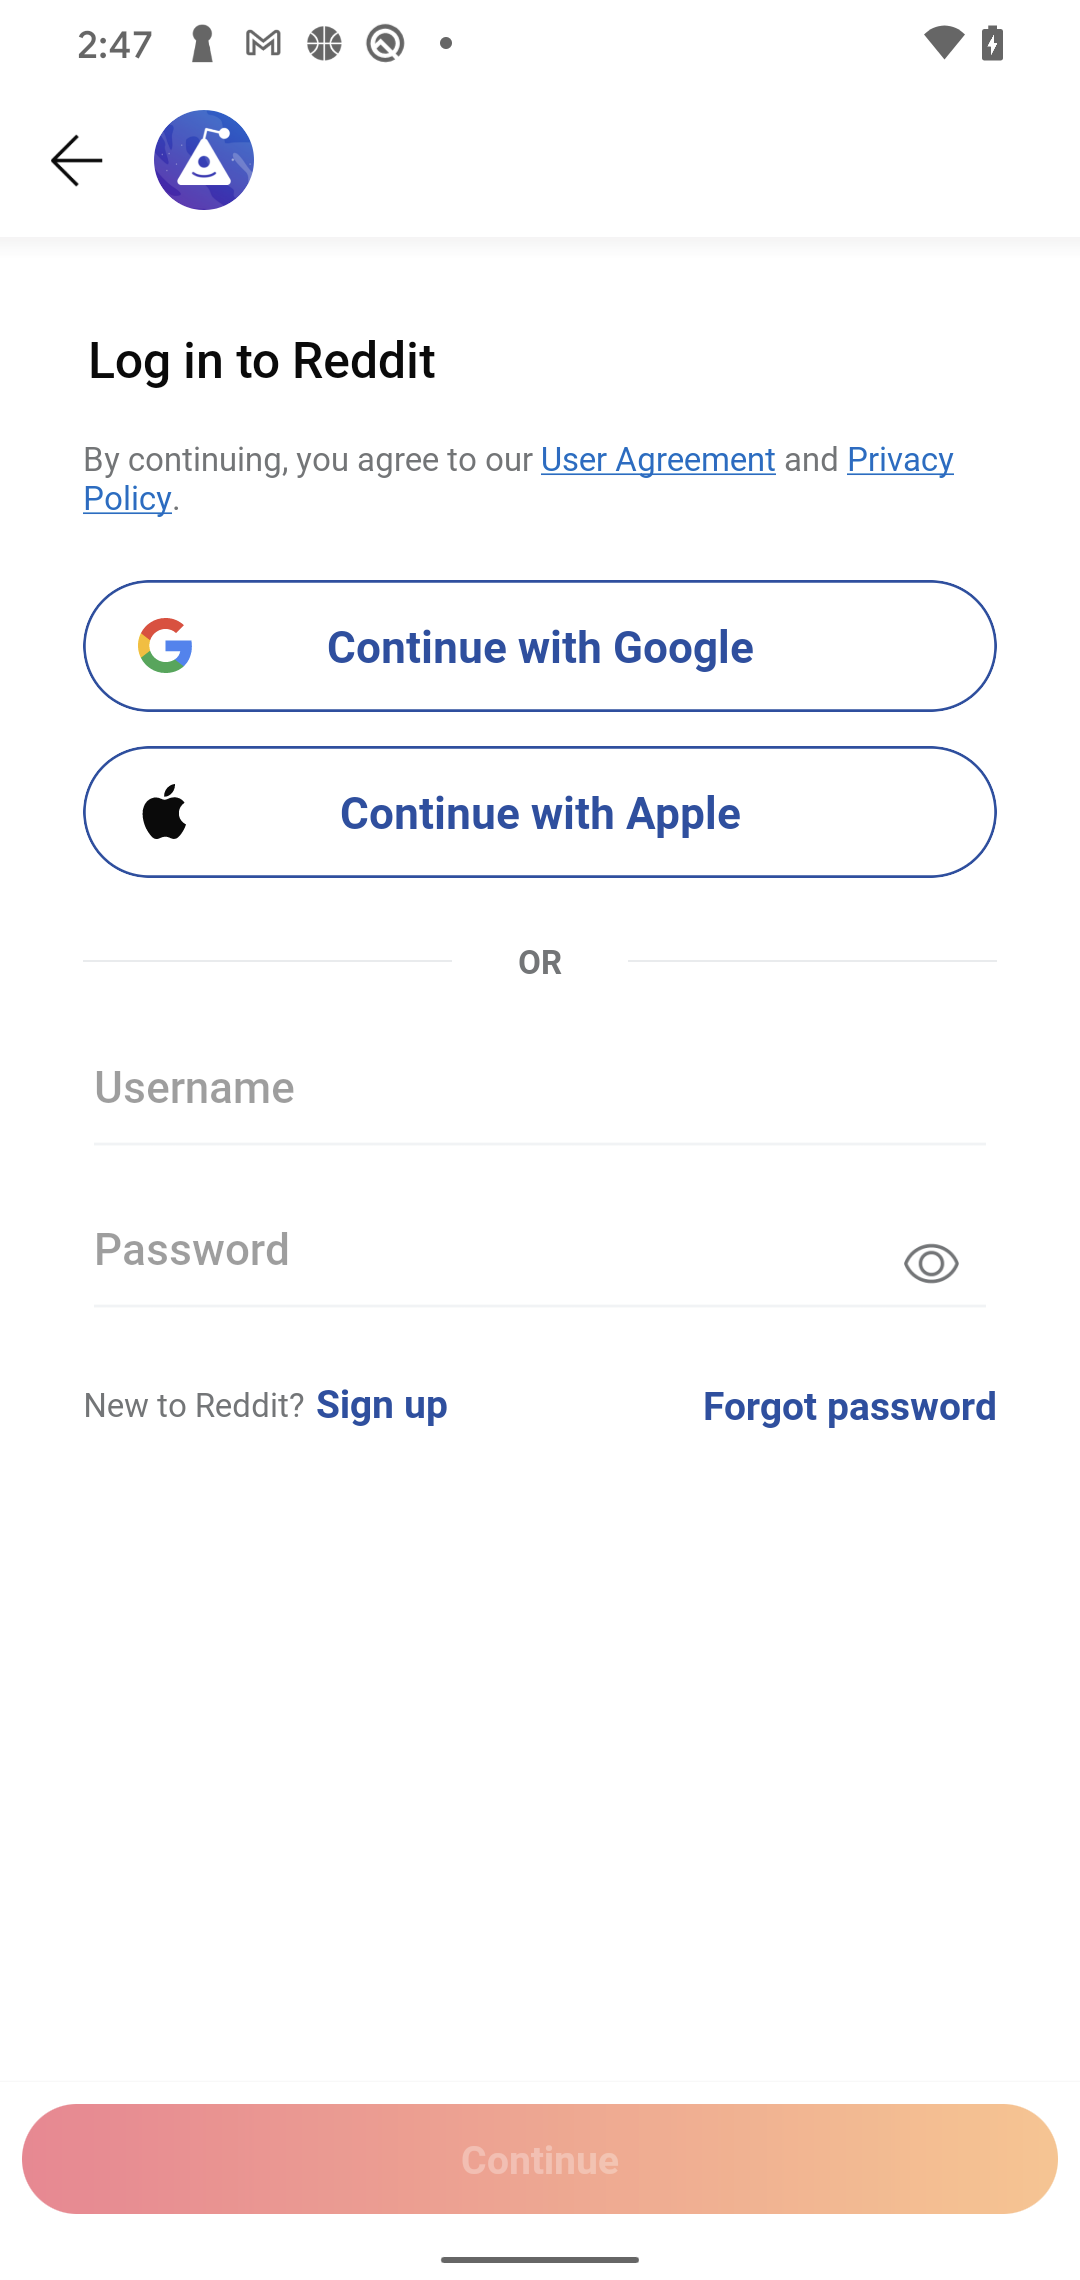 2:47
Log in to Reddit
By continuing, you agree to our User Agreement and Privacy
Policy.
Continue with Google
Continue with Apple
OR
Username
Password
New to Reddit? Sign up
Forgot password
Continue